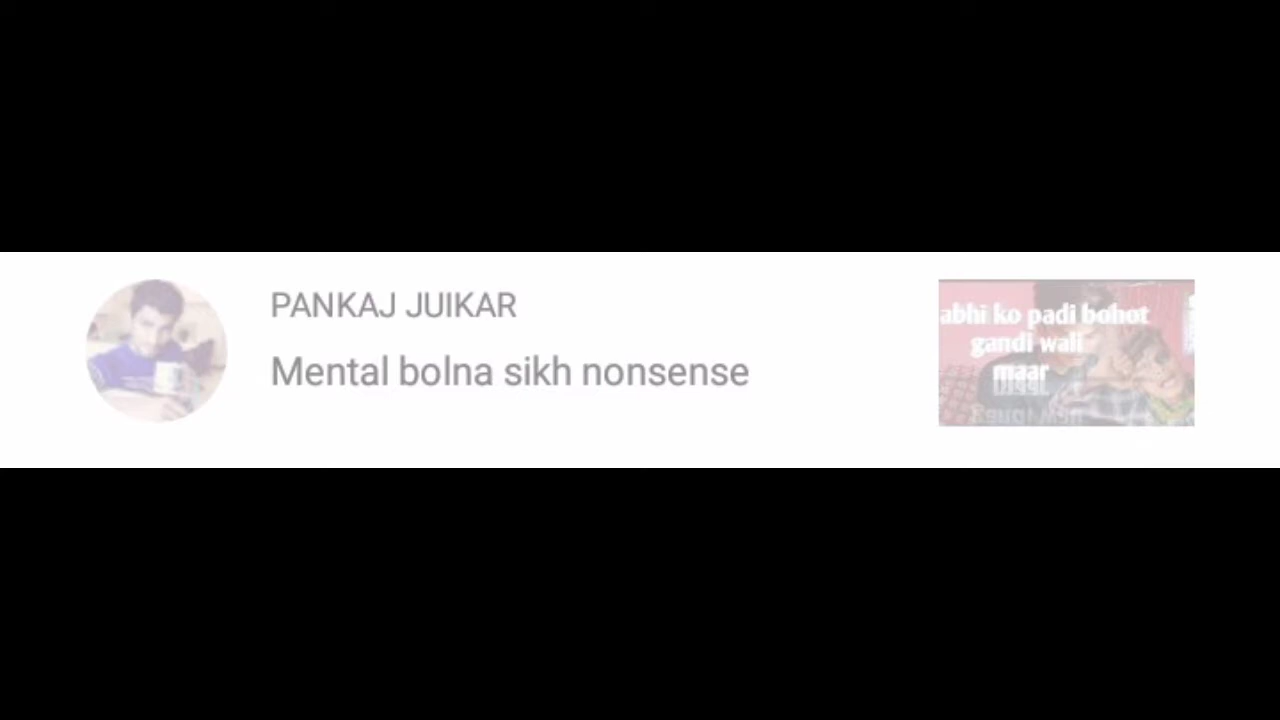 PANKAJ JUIKAR
Mental bolna sikh nonsense
abhi ko padi bohot
gandi wali
maar